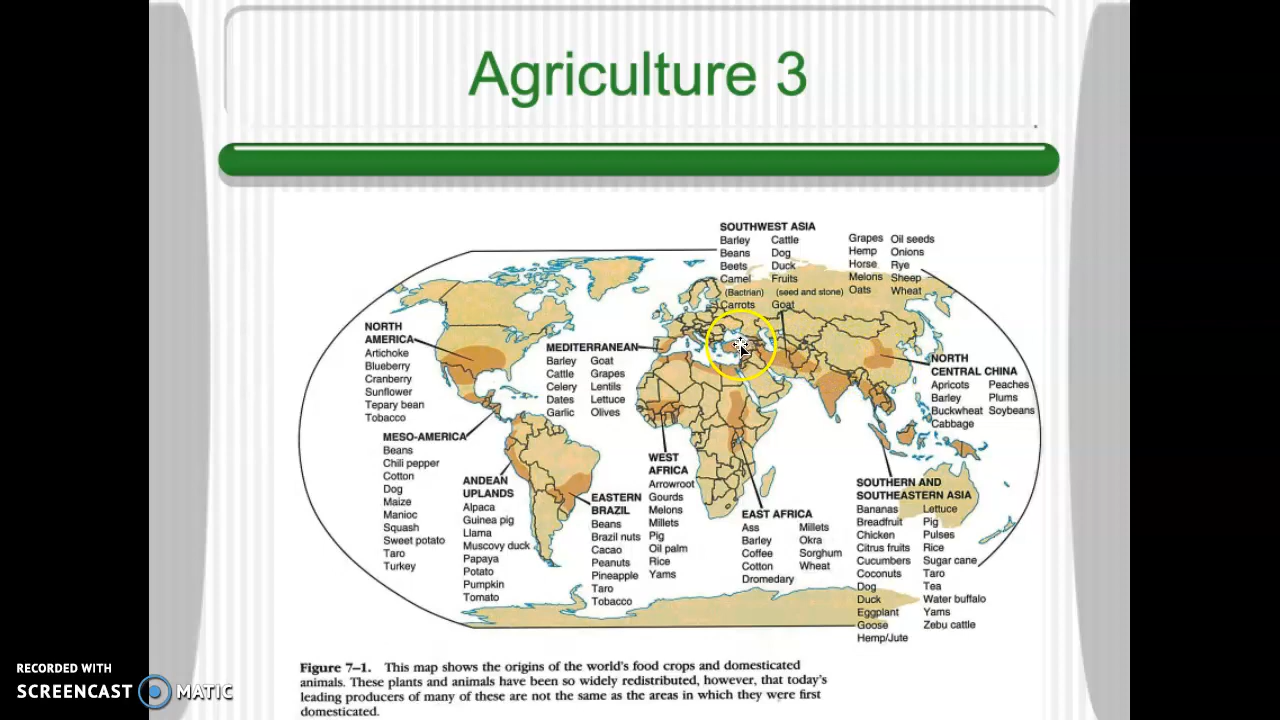 Agriculture 3
SOUTHWEST ASIA
Barley Cattle
Beans Dog
Beets Duck
Camel Fruits
(Bactrian) (seed and stone)
Carrots Goat
Grapes Oil seeds
Hemp Onions
Horse Rye
Melons Sheep
Oats Wheat
NORTH
AMERICA
Artichoke
Blueberry
Cranberry
Sunflower
Tepary bean
Tobacco
MEDITERRANEAN
Barley Goat
Cattle Grapes
Celery Lentils
Dates Lettuce
Garlic Olives
NORTH
CENTRAL CHINA
Apricots Peaches
Barley Plums
Buckwheat Soybeans
Cabbage
MESO-AMERICA
Beans
Chili pepper
Cotton
Dog
Maize
Manioc
Squash
Sweet potato
Taro
Turkey
ANDEAN
UPLANDS
Alpaca
Guinea pig
Llama
Muscovy duck
Papaya
Potato
Pumpkin
Tomato
EASTERN
BRAZIL
Beans
Brazil nuts
Cacao
Peanuts
Pineapple
Taro
Tobacco
WEST
AFRICA
Arrowroot
Gourds
Melons
Millets
Pig
Oil palm
Rice
Yams
EAST AFRICA
Ass Millets
Barley Okra
Coffee Sorghum
Cotton Wheat
Dromedary
SOUTHERN AND
SOUTHEASTERN ASIA
Bananas Lettuce
Breadfruit Pig
Chicken Pulses
Citrus fruits Rice
Cucumbers Sugar cane
Coconuts Taro
Dog Tea
Duck Water buffalo
Eggplant Yams
Goose Zebu cattle
Hemp/Jute
Figure 7–1. This map shows the origins of the world's food crops and domesticated
animals. These plants and animals have been so widely redistributed, however, that today's
leading producers of many of these are not the same as the areas in which they were first
domesticated.
RECORDED WITH
SCREENCAST MATIC